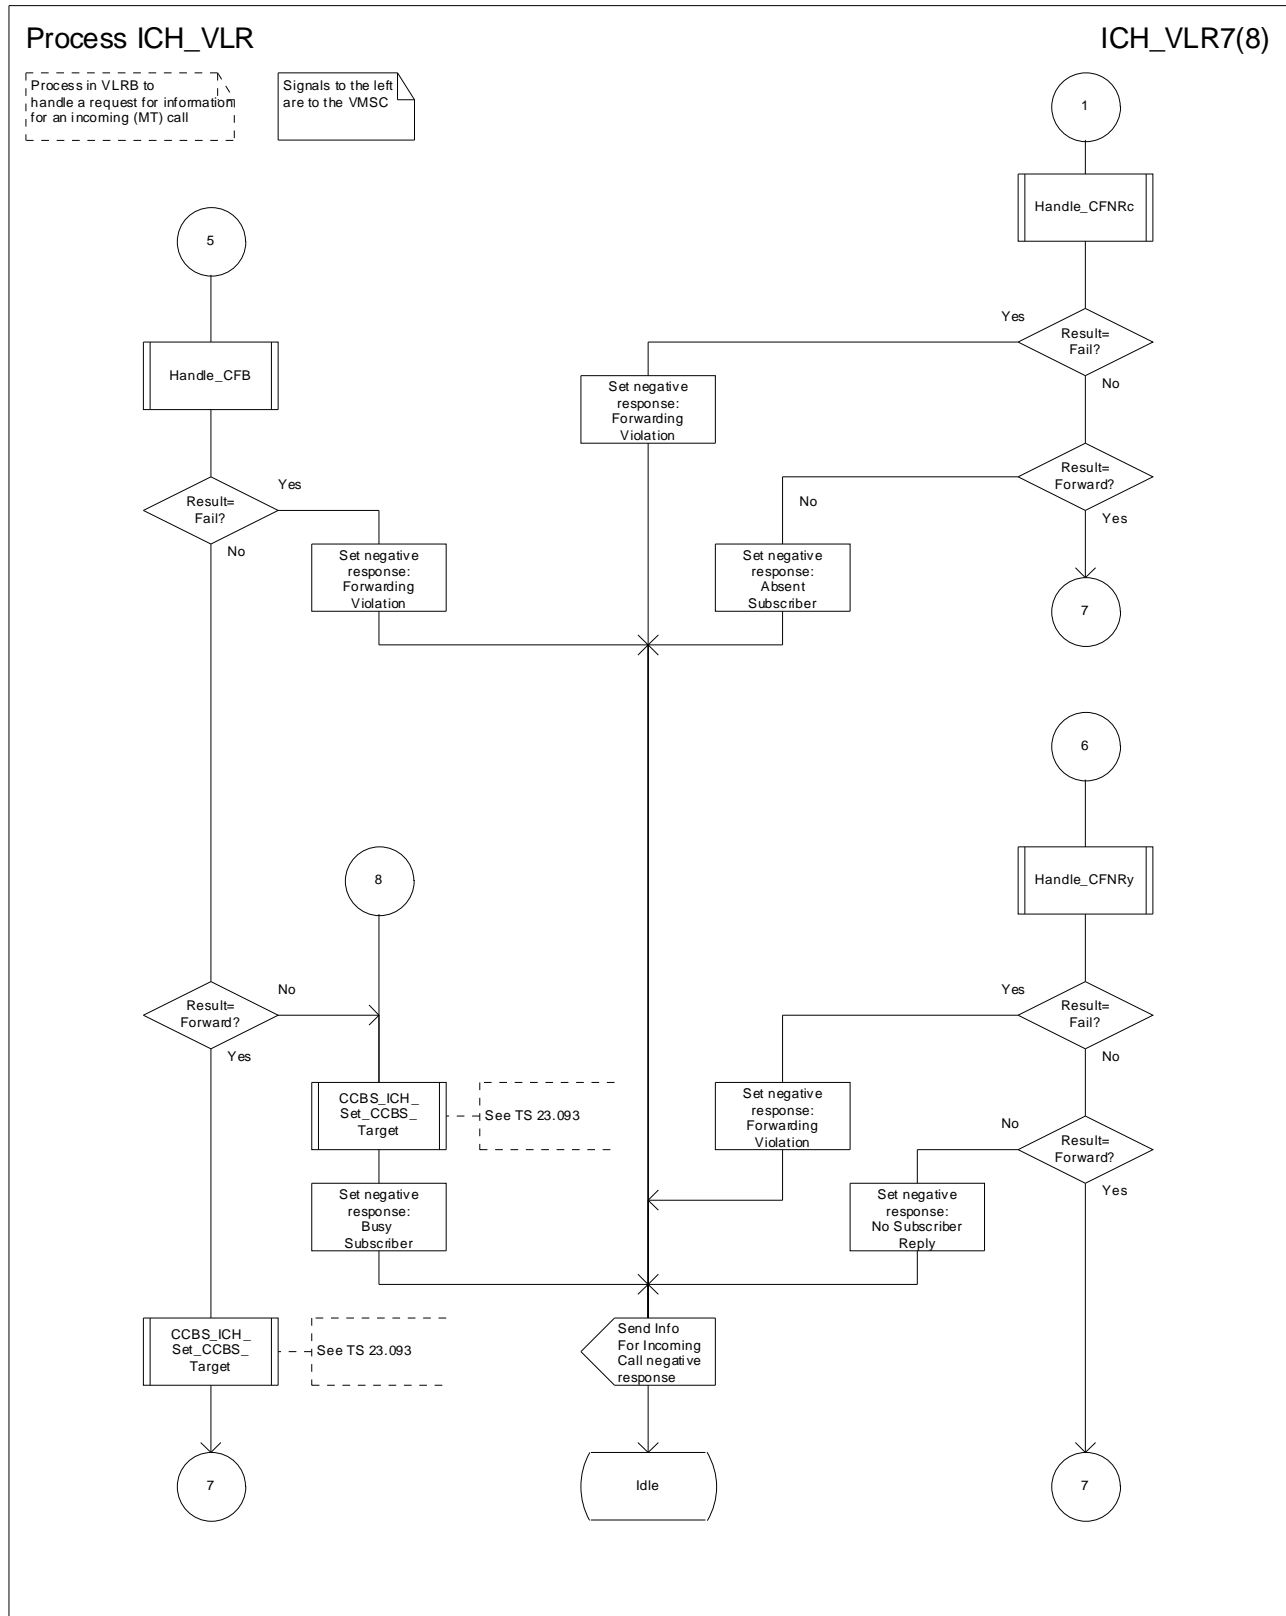 Process ICH_VLR
ICH_VLR7(8)
Process in VLRB to
handle a request for information
for an incoming (MT) call
Signals to the left
are to the VMSC
1
Handle_CFNRc
5
Yes
Result=
Fail?
No
Handle_CFB
Set negative
response:
Forwarding
Violation
Result=
Forward?
No
Yes
Yes
Result=
Fail?
No
Set negative
response:
Forwarding
Violation
Set negative
response:
Absent
Subscriber
7
6
8
Handle_CFNRy
No
Result=
Forward?
Yes
Yes
Result=
Fail?
No
CCBS_ICH_
Set_CCBS_
Target
See TS 23.093
Set negative
response:
Forwarding
Violation
No
Result=
Forward?
Yes
Set negative
response:
Busy
Subscriber
Set negative
response:
No Subscriber
Reply
CCBS_ICH_
Set_CCBS_
Target
See TS 23.093
Send Info
For Incoming
Call negative
response
7
Idle
7